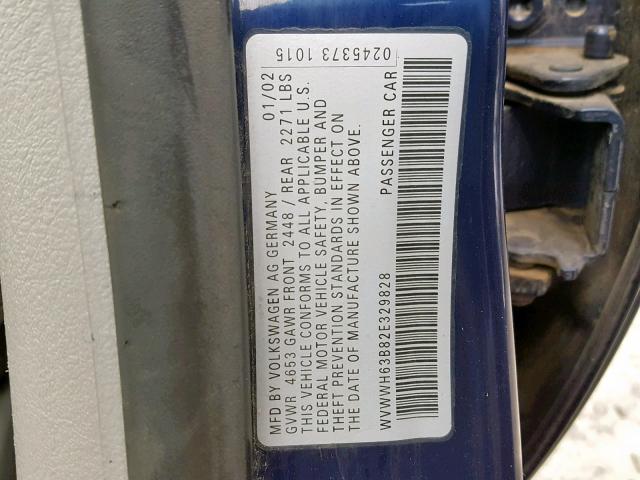 MFD BY VOLKSWAGEN AG GERMANY 01/02
GVWR 4653 GAWR FRONT 2448 / REAR 2271 LBS
THIS VEHICLE CONFORMS TO ALL APPLICABLE U.S.
FEDERAL MOTOR VEHICLE SAFETY, BUMPER AND
THEFT PREVENTION STANDARDS IN EFFECT ON
THE DATE OF MANUFACTURE SHOWN ABOVE.
WVWWH63B82E329828 PASSENGER CAR
0245373 1015